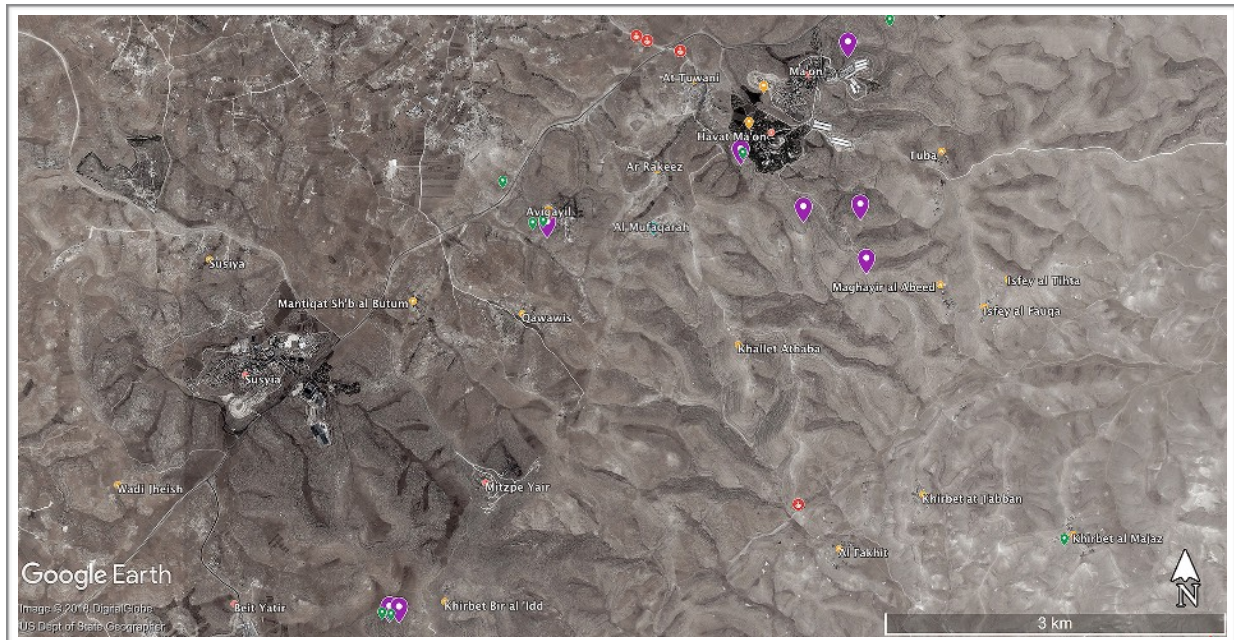 At Tuwani
Ma'on
Havat Ma'on
Tuba
Ar Rakeez
Avigayil
Al Mufaqarah
Susiya
Mantiqat Sh'b al Butum
Qawawis
Maghayir al Abeed
Isfey al Tihta
Isfey al Fauqa
Khallet Athaba
Susyia
Wadi Jheish
Mitzpe Yair
Khirbet at Tabban
Khirbet al Majaz
Al Fakhit
Google Earth
Khirbet Bir al 'Idd
Beit Yatir
N
Image © 2018 DigitalGlobe
US Dept of State Geographer
3 km